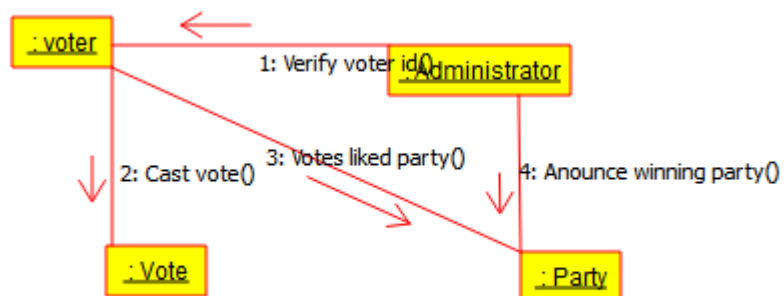 : voter
1: Verify voter id()
: Administrator
2: Cast vote()
3: Votes liked party()
4: Anounce winning party()
: Vote
: Party